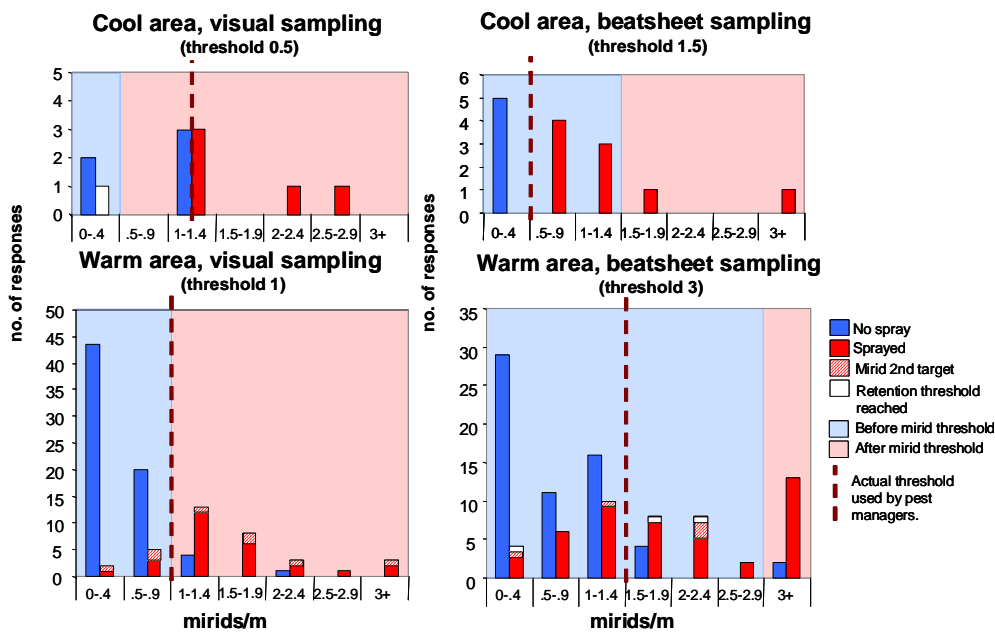 Cool area, visual sampling
(threshold 0.5)
5
4
3
2
1
0
0-.4 .5-.9 1-1.4 1.5-1.9 2-2.4 2.5-2.9 3+
Cool area, beatsheet sampling
(threshold 1.5)
6
5
4
3
2
1
0
0-.4 .5-.9 1-1.4 1.5-1.9 2-2.4 2.5-2.9 3+
no. of responses
no. of responses
Warm area, visual sampling
(threshold 1)
50
45
40
35
30
25
20
15
10
5
0
0-.4 .5-.9 1-1.4 1.5-1.9 2-2.4 2.5-2.9 3+
mirids/m
Warm area, beatsheet sampling
(threshold 3)
35
30
25
20
15
10
5
0
0-.4 .5-.9 1-1.4 1.5-1.9 2-2.4 2.5-2.9 3+
mirids/m
No spray
Sprayed
Mirid 2nd target
Retention threshold
reached
Before mirid threshold
After mirid threshold
Actual threshold
used by pest
managers.